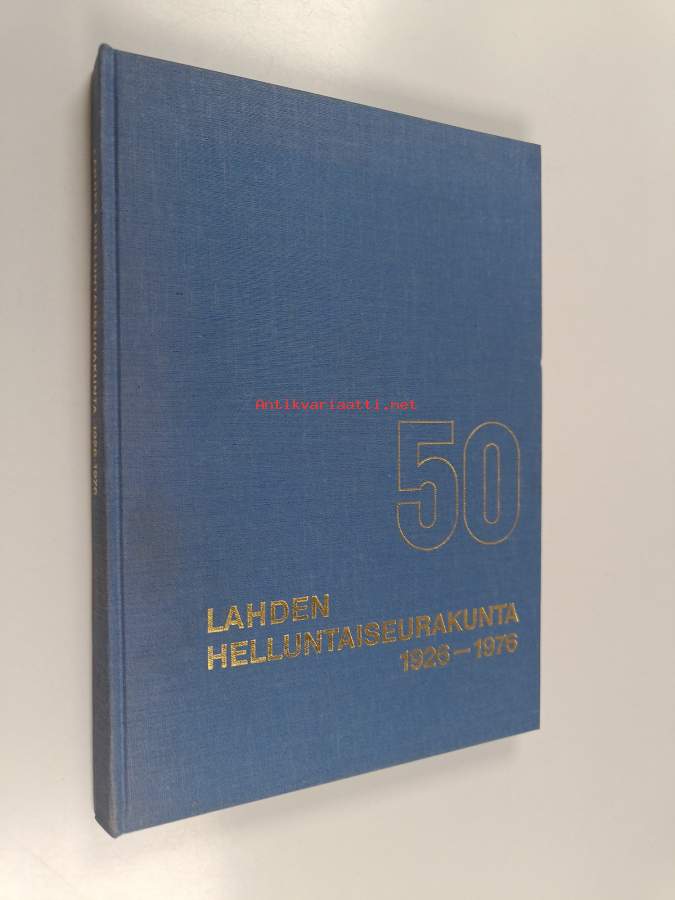 LAHDEN HELLUNTAISEURAKUNTA 1926-1976
Antikvariaatti.net
50
LAHDEN
HELLUNTAISEURAKUNTA
1926–1976